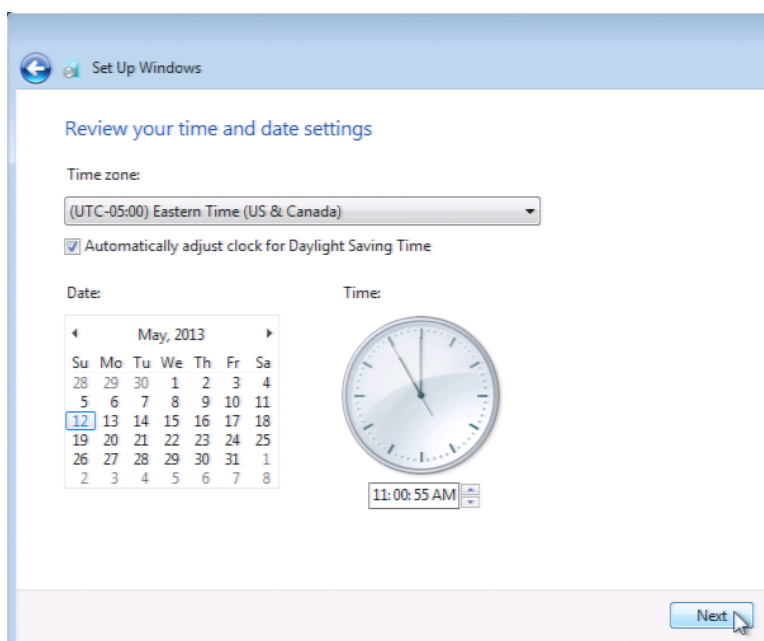 Set Up Windows
Review your time and date settings
Time zone:
(UTC-05:00) Eastern Time (US & Canada)
Automatically adjust clock for Daylight Saving Time
Date:
Time:
May, 2013
Su Mo Tu We Th Fr Sa
28 29 30 1 2 3 4
5 6 7 8 9 10 11
12 13 14 15 16 17 18
19 20 21 22 23 24 25
26 27 28 29 30 31 1
2 3 4 5 6 7 8
11:00:55 AM
Next